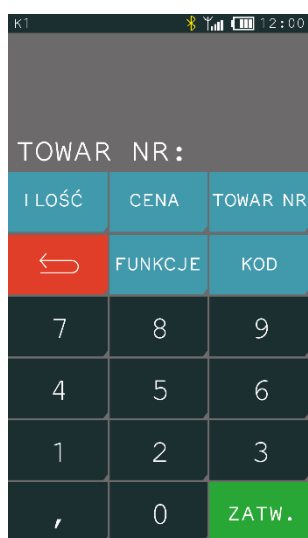 K1 12:00
TOWAR NR:
ILOŚĆ CENA TOWAR NR
FUNKCJE KOD
7 8 9
4 5 6
1 2 3
, 0 ZATW.